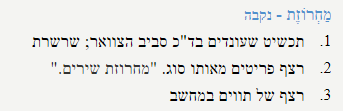 מַחְרוֹזֶת - נקבה
1. תכשיט שעונדים בד"כ סביב הצוואר; שרשרת
2. רצף פריטים מאותו סוג. "מחרוזת שירים."
3. רצף של תווים במחשב